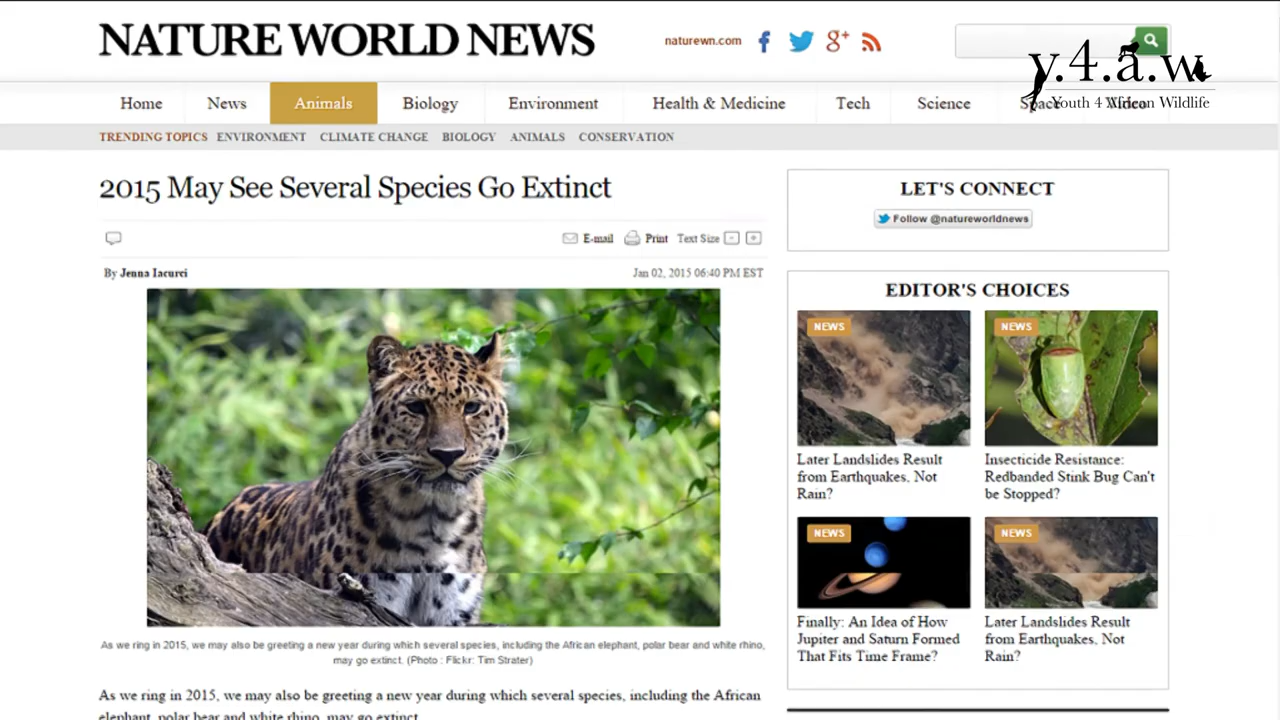 NATURE WORLD NEWS
naturewn.com
y.4.a.w
Youth 4 African Wildlife
Home News Animals Biology Environment Health & Medicine Tech Science Space Video
TRENDING TOPICS ENVIRONMENT CLIMATE CHANGE BIOLOGY ANIMALS CONSERVATION
2015 May See Several Species Go Extinct
E-mail Print Text Size - +
By Jenna Iacurci Jan 02, 2015 06:40 PM EST
As we ring in 2015, we may also be greeting a new year during which several species, including the African elephant, polar bear and white rhino,
may go extinct. (Photo : Flickr: Tim Strater)
As we ring in 2015, we may also be greeting a new year during which several species, including the African
elephant, polar bear and white rhino, may go extinct
LET'S CONNECT
Follow @natureworldnews
EDITOR'S CHOICES
NEWS
Later Landslides Result
from Earthquakes, Not
Rain?
NEWS
Insecticide Resistance:
Redbanded Stink Bug Can't
be Stopped?
NEWS
Finally: An Idea of How
Jupiter and Saturn Formed
That Fits Time Frame?
NEWS
Later Landslides Result
from Earthquakes, Not
Rain?